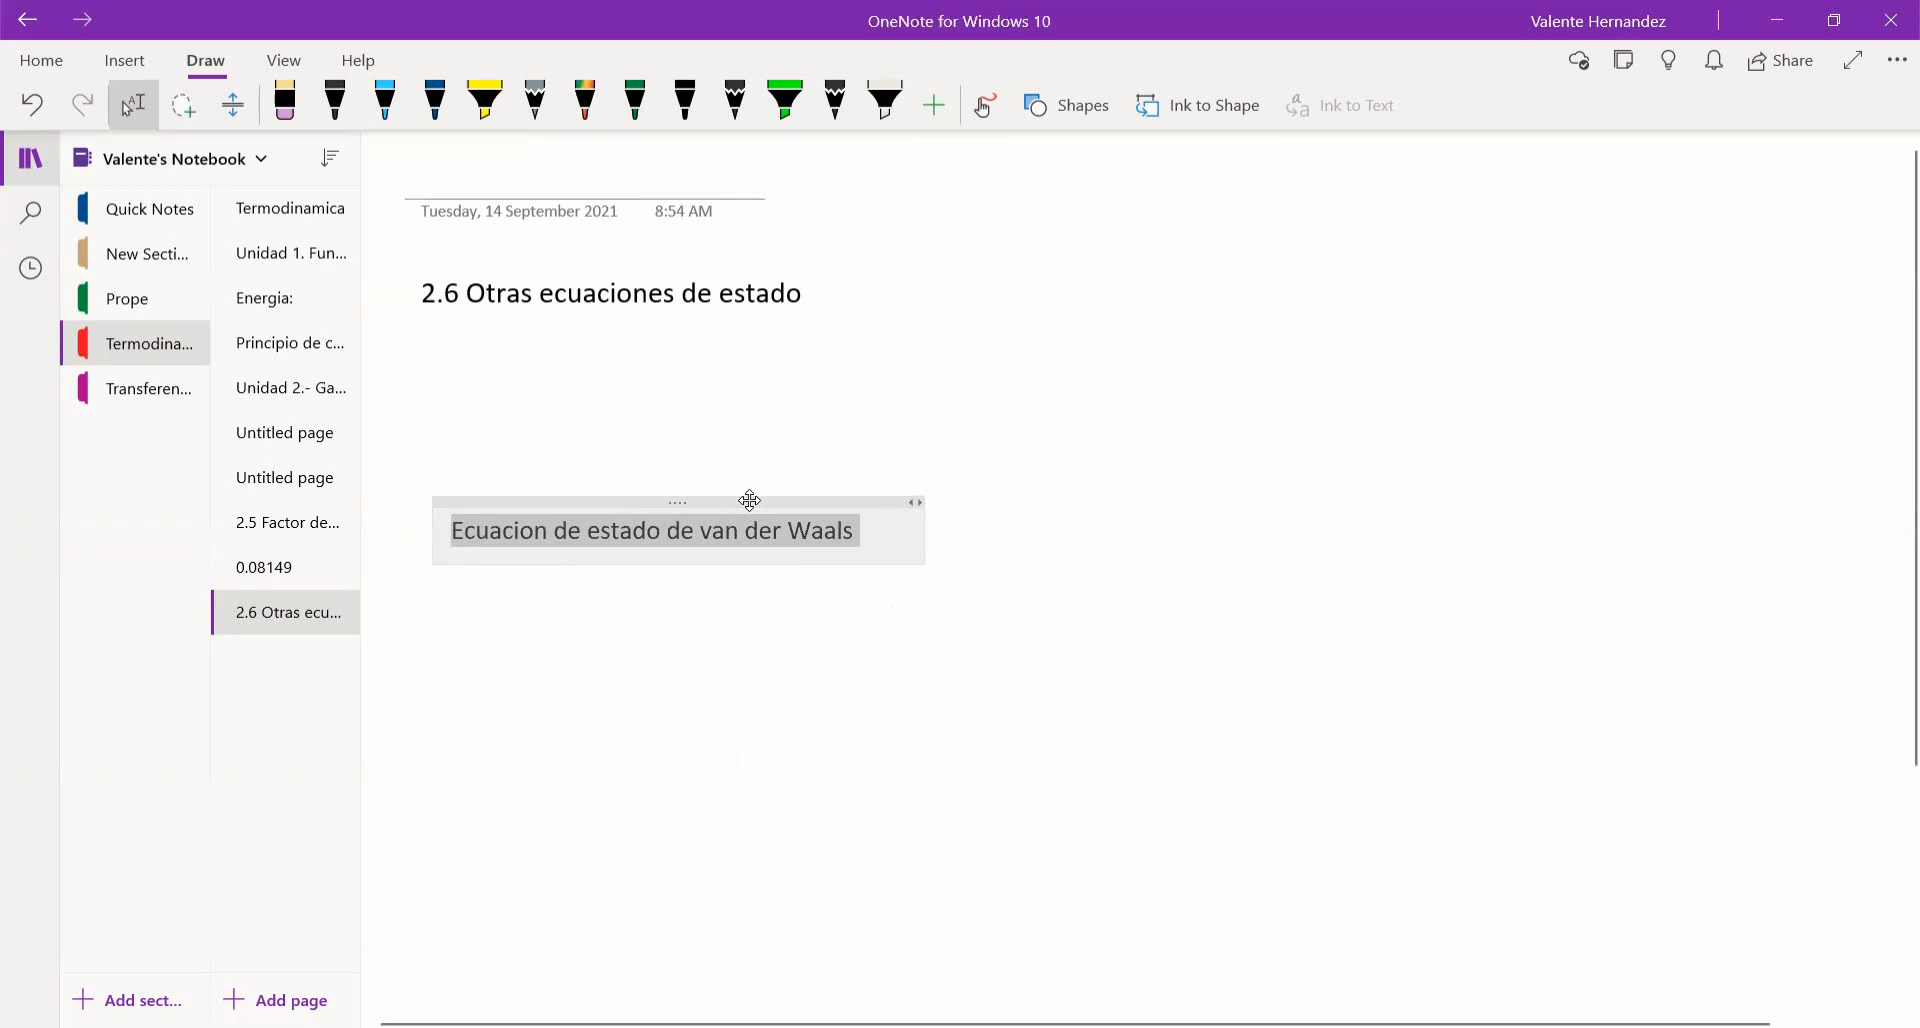 OneNote for Windows 10
Valente Hernandez
Home
Insert
Draw
View
Help
Share
Shapes
Ink to Shape
Ink to Text
Valente's Notebook
Quick Notes
New Secti...
Prope
Termodina...
Transferen...
Termodinamica
Unidad 1. Fun...
Energia:
Principio de c...
Unidad 2.- Ga...
Untitled page
Untitled page
2.5 Factor de...
0.08149
2.6 Otras ecu...
Add sect...
Add page
Tuesday, 14 September 2021 8:54 AM
2.6 Otras ecuaciones de estado
Ecuacion de estado de van der Waals